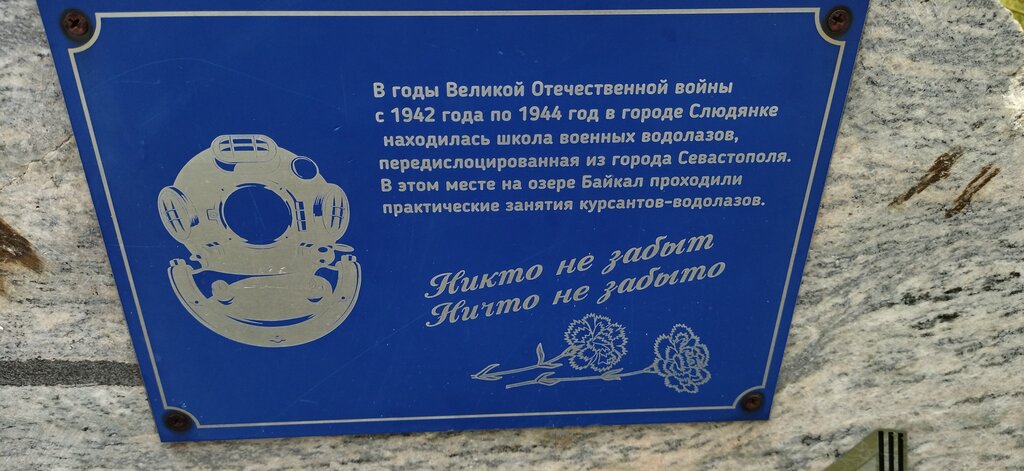 В годы Великой Отечественной войны
с 1942 года по 1944 год в городе Слюдянке
находилась школа военных водолазов,
передислоцированная из города Севастополя.
В этом месте на озере Байкал проходили
практические занятия курсантов-водолазов.
Никто не забыт
Ничто не забыто